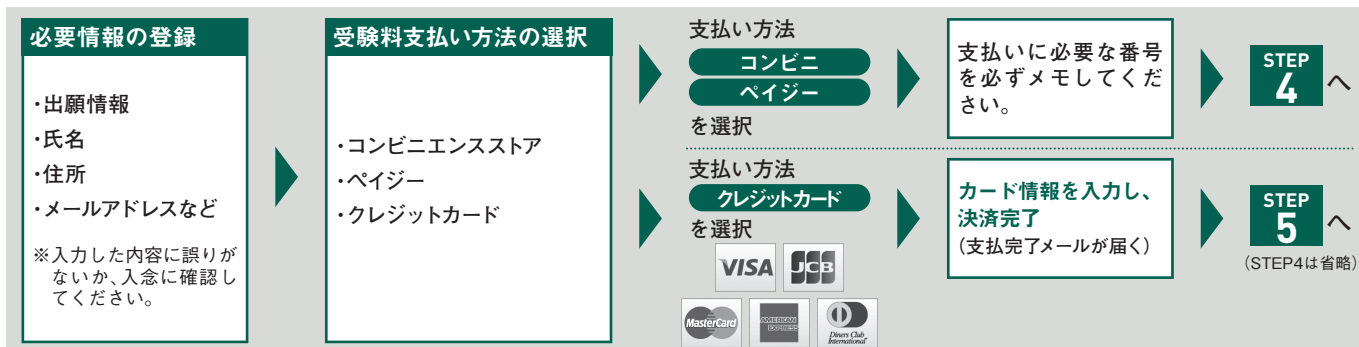 必要情報の登録
・出願情報
・氏名
・住所
・メールアドレスなど
※入力した内容に誤りが
ないか、入念に確認し
てください。
受験料支払い方法の選択
・コンビニエンスストア
・ペイジー
・クレジットカード
支払い方法
コンビニ
ペイジー
を選択
支払いに必要な番号
を必ずメモしてくだ
さい。
STEP
4
へ
支払い方法
クレジットカード
を選択
VISA
JCB
MasterCard
AMERICAN
EXPRESS
Diners Club
International
カード情報を入力し、
決済完了
(支払完了メールが届く)
STEP
5
へ
(STEP4は省略)